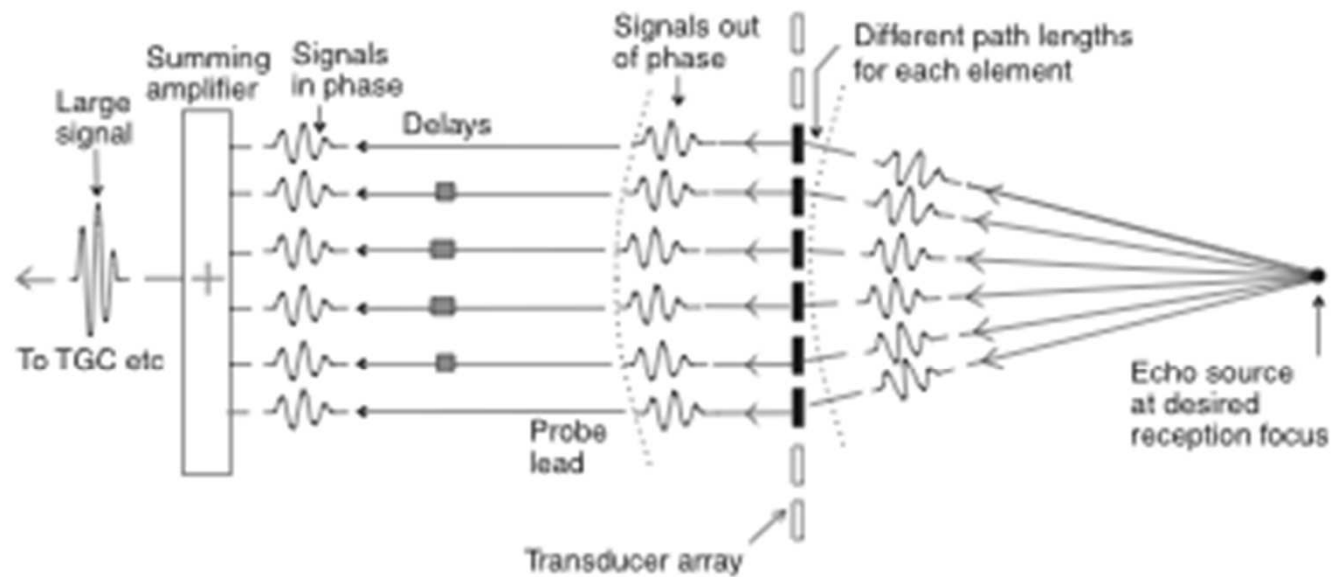 Summing
amplifier
Signals
in phase
Signals out
of phase
Different path lengths
for each element
Large
signal
Delays
+
To TGC etc
Probe
lead
Echo source
at desired
reception focus
Transducer array